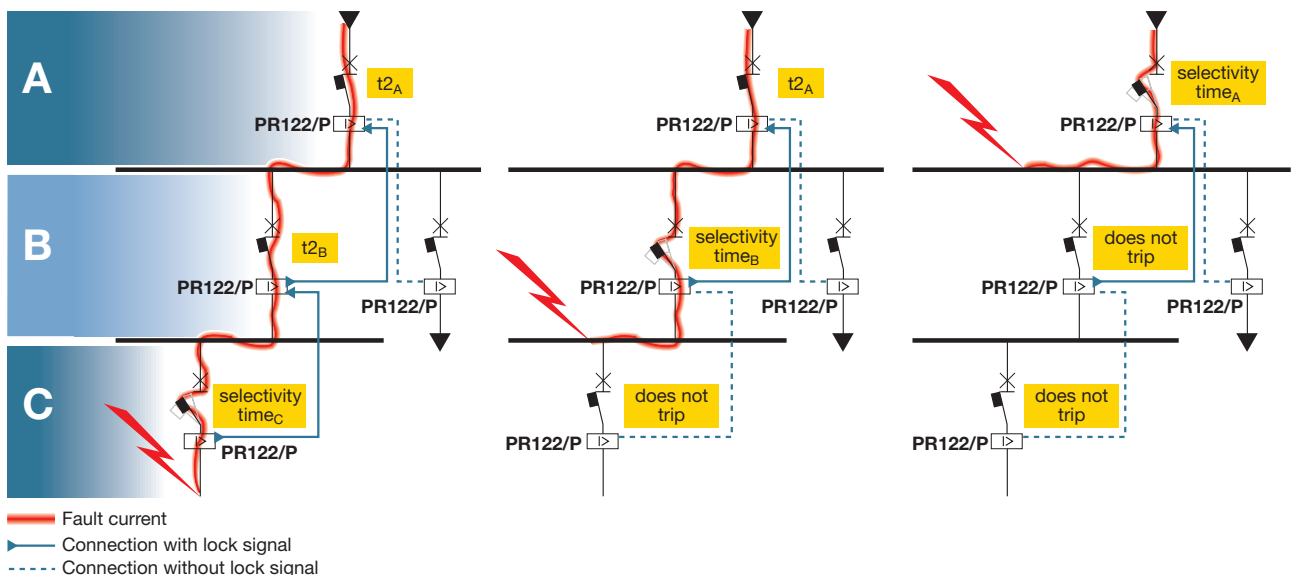 A
t2A
PR122/P
B
t2B
PR122/P
PR122/P
C
selectivity
timeC
PR122/P
t2A
PR122/P
selectivity
timeB
PR122/P
PR122/P
does not
trip
PR122/P
selectivity
timeA
PR122/P
does not
trip
PR122/P
PR122/P
does not
trip
PR122/P
Fault current
Connection with lock signal
Connection without lock signal